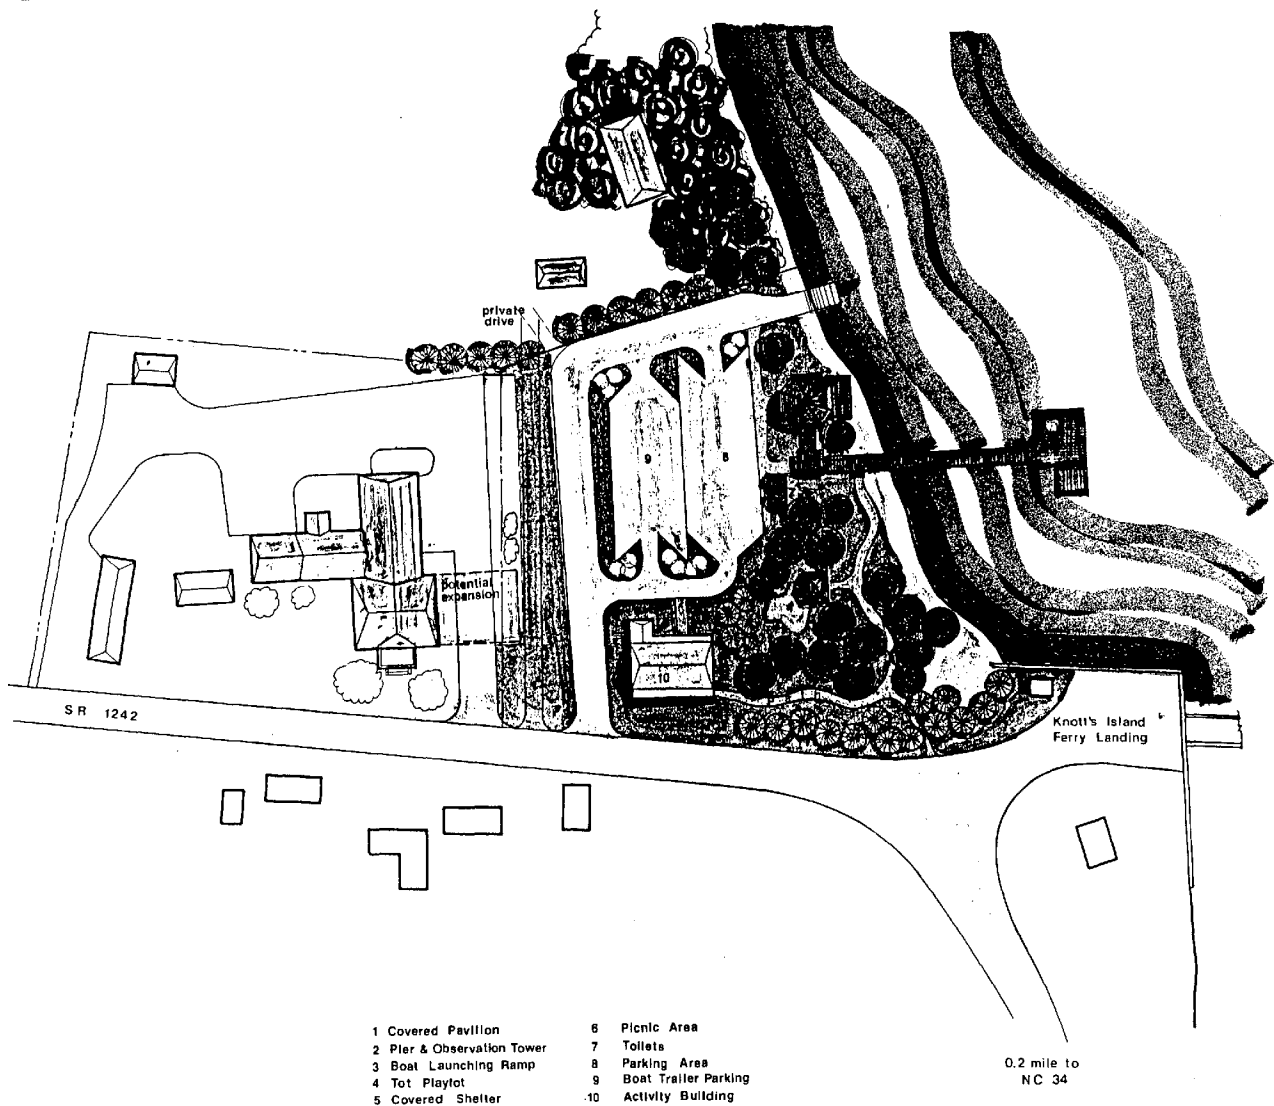 private
drive
9
8
potential
expansion
10
SR 1242
Knott's Island
Ferry Landing
1 Covered Pavilion
2 Pier & Observation Tower
3 Boat Launching Ramp
4 Tot Playlot
5 Covered Shelter
6 Picnic Area
7 Toilets
8 Parking Area
9 Boat Trailer Parking
10 Activity Building
0.2 mile to
NC 34